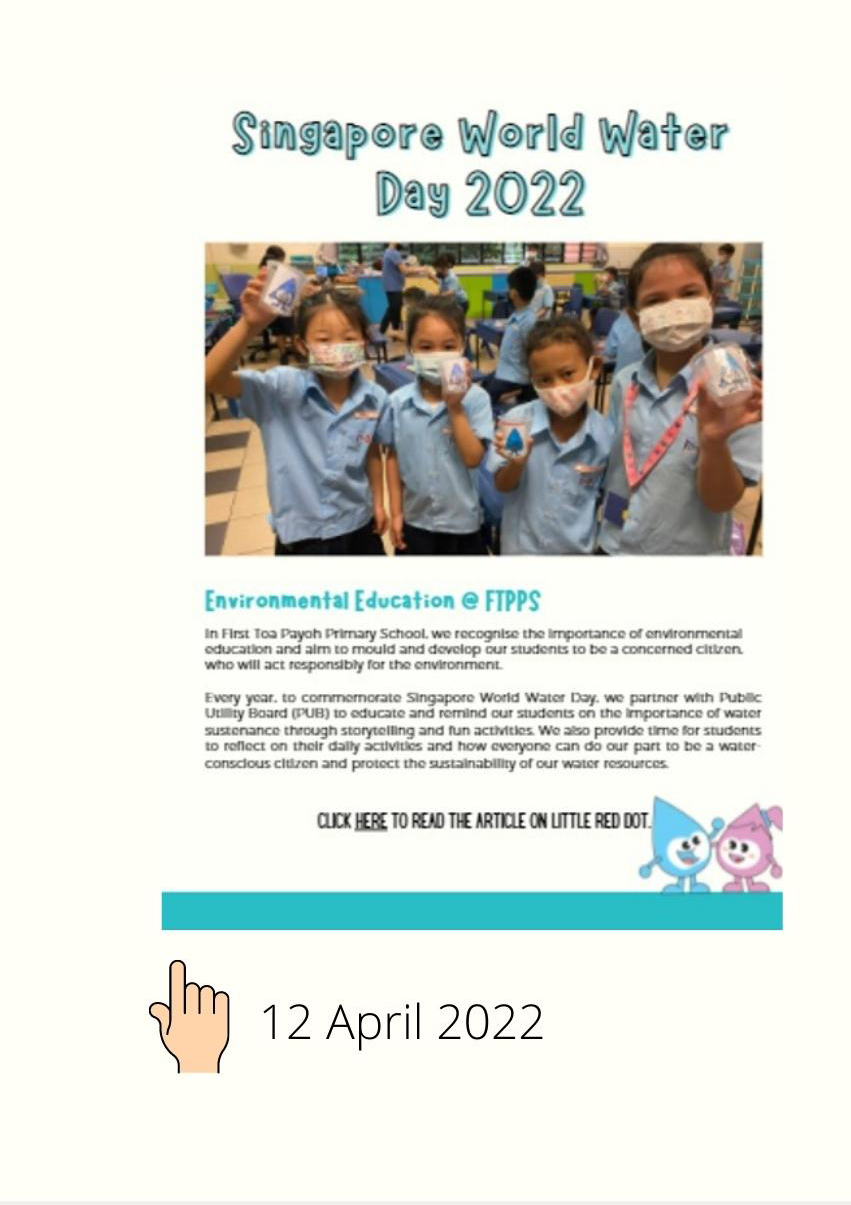 Singapore World Water
Day 2022
Environmental Education @ FTPPS
In First Toa Payoh Primary School, we recognise the importance of environmental
education and aim to mould and develop our students to be a concerned citizen,
who will act responsibly for the environment.
Every year, to commemorate Singapore World Water Day, we partner with Public
Utility Board (PUB) to educate and remind our students on the importance of water
sustenance through storytelling and fun activities. We also provide time for students
to reflect on their daily activities and how everyone can do our part to be a water-
conscious citizen and protect the sustainability of our water resources.
CLICK HERE TO READ THE ARTICLE ON LITTLE RED DOT.
12 April 2022